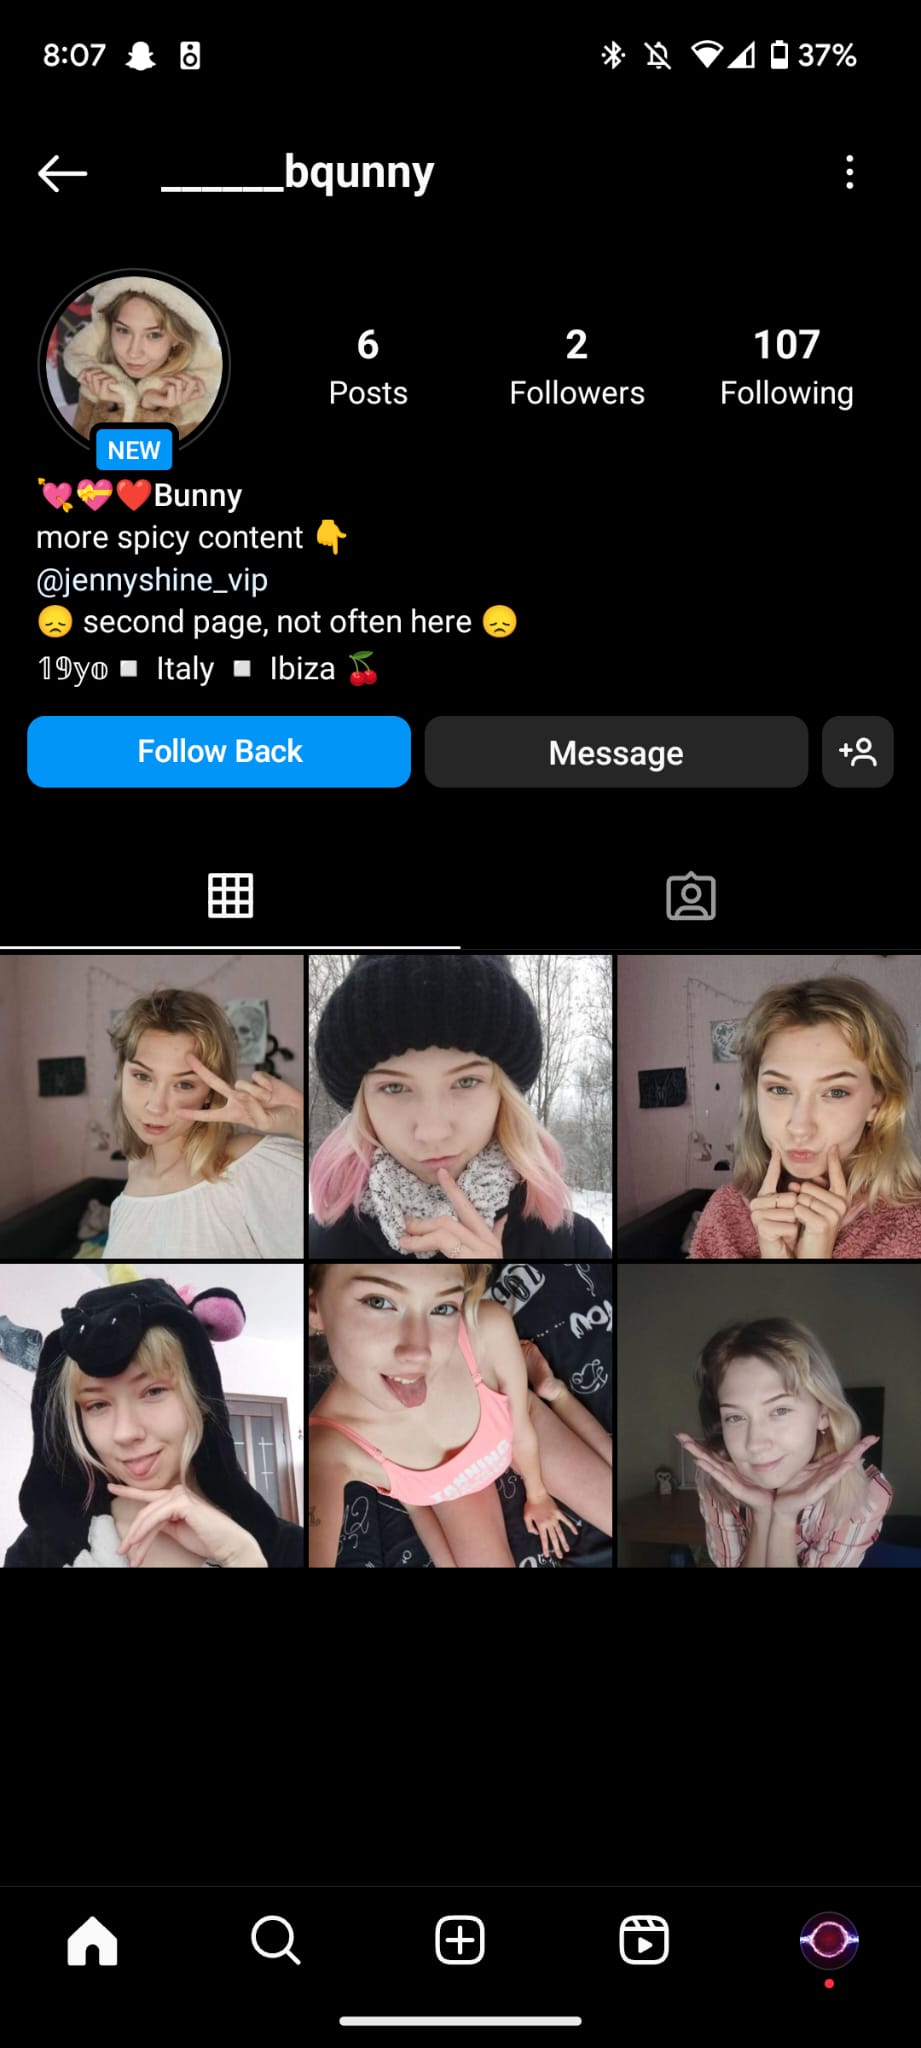 8:07 37%
______bqunny
6 2 107
Posts Followers Following
NEW
💘💝❤️Bunny
more spicy content 👇
@jennyshine_vip
😞 second page, not often here 😞
𝟙𝟡𝕪𝕠◽ Italy ◽ Ibiza 🍒
Follow Back Message
TANNING